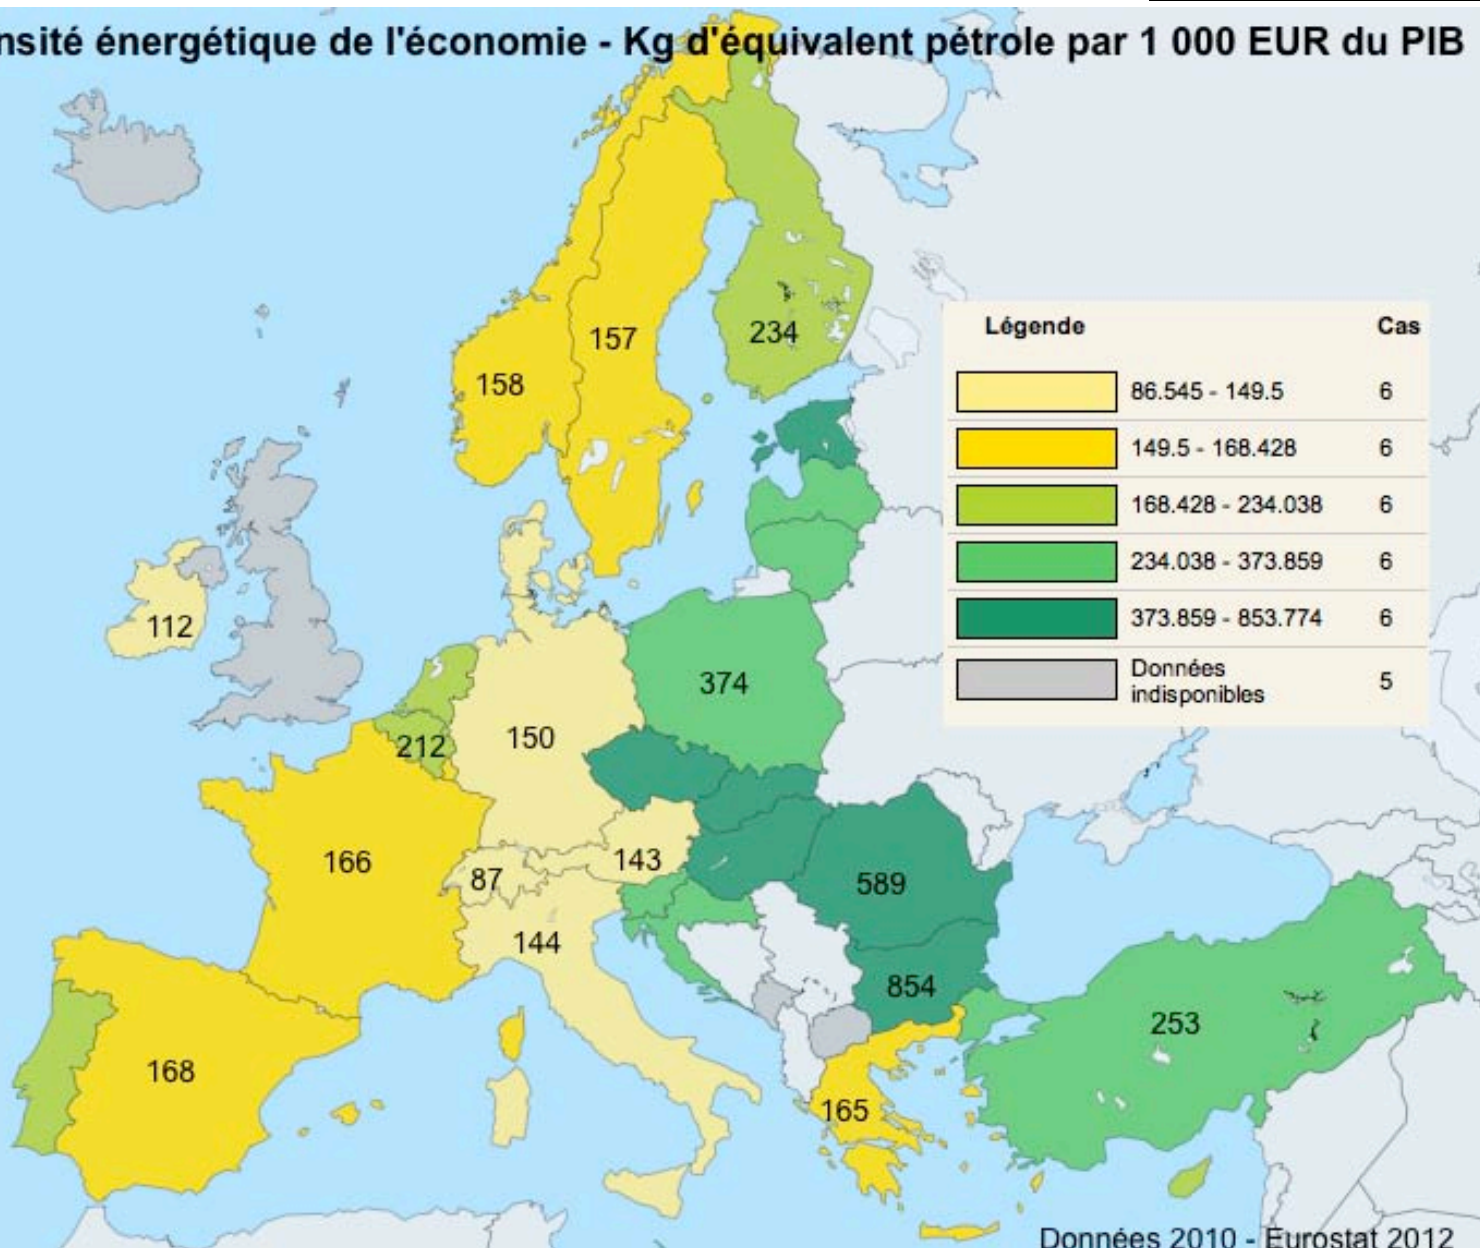 nsité énergétique de l'économie - Kg d'équivalent pétrole par 1 000 EUR du PIB
Légende Cas
86.545 - 149.5 6
149.5 - 168.428 6
168.428 - 234.038 6
234.038 - 373.859 6
373.859 - 853.774 6
Données
indisponibles 5
157
234
158
112
374
212
150
166
143
87
589
144
854
253
168
165
Données 2010 - Eurostat 2012